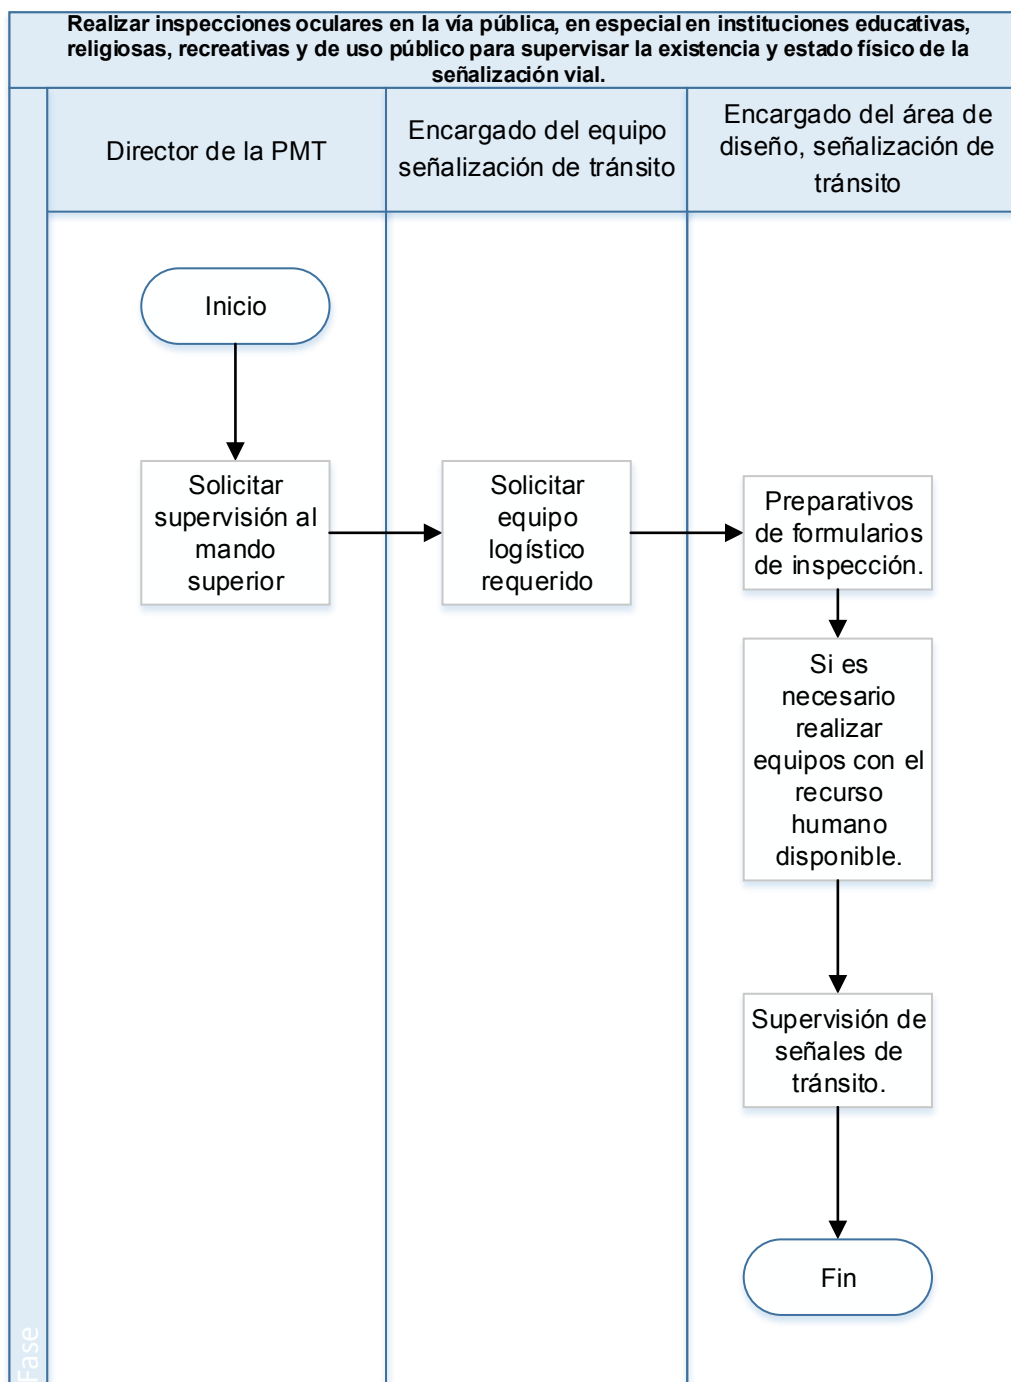 Realizar inspecciones oculares en la vía pública, en especial en instituciones educativas,
religiosas, recreativas y de uso público para supervisar la existencia y estado físico de la
señalización vial.
Director de la PMT
Encargado del equipo
señalización de tránsito
Encargado del área de
diseño, señalización de
tránsito
Inicio
Solicitar
supervisión al
mando
superior
Solicitar
equipo
logístico
requerido
Preparativos
de formularios
de inspección.
Si es
necesario
realizar
equipos con el
recurso
humano
disponible.
Supervisión de
señales de
tránsito.
Fin
Fase